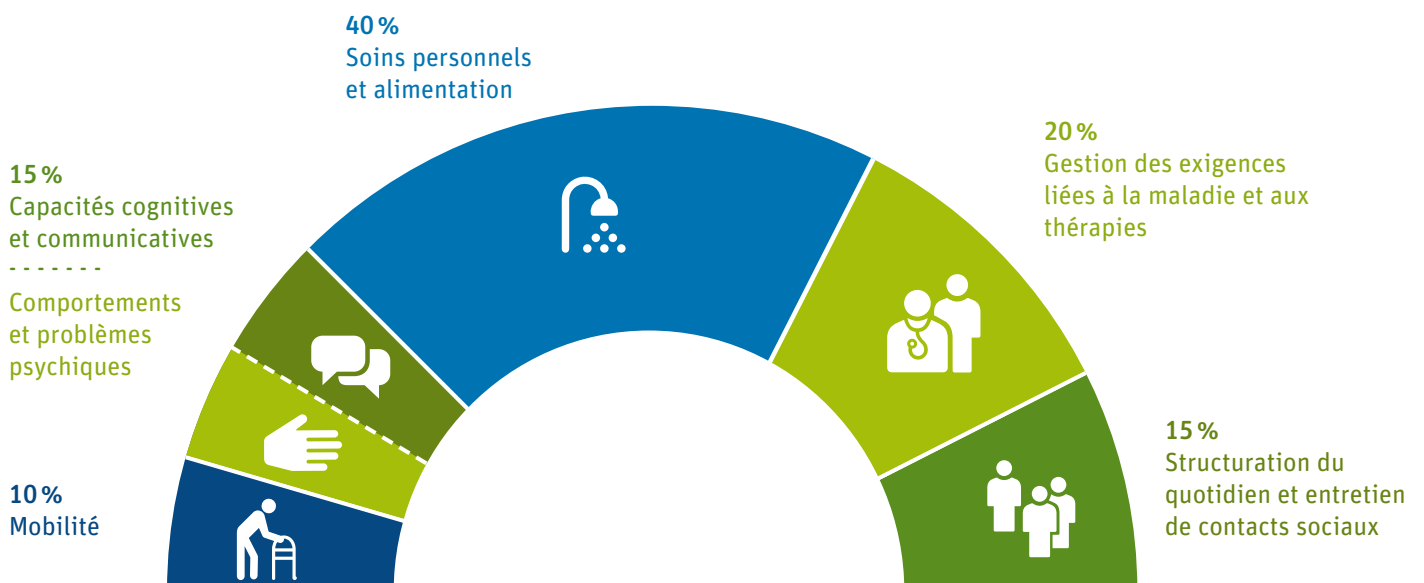 40 %
Soins personnels
et alimentation
20 %
Gestion des exigences
liées à la maladie et aux
thérapies
15 %
Capacités cognitives
et communicatives
- - - - - - -
Comportements
et problèmes
psychiques
15 %
Structuration du
quotidien et entretien
de contacts sociaux
10 %
Mobilité